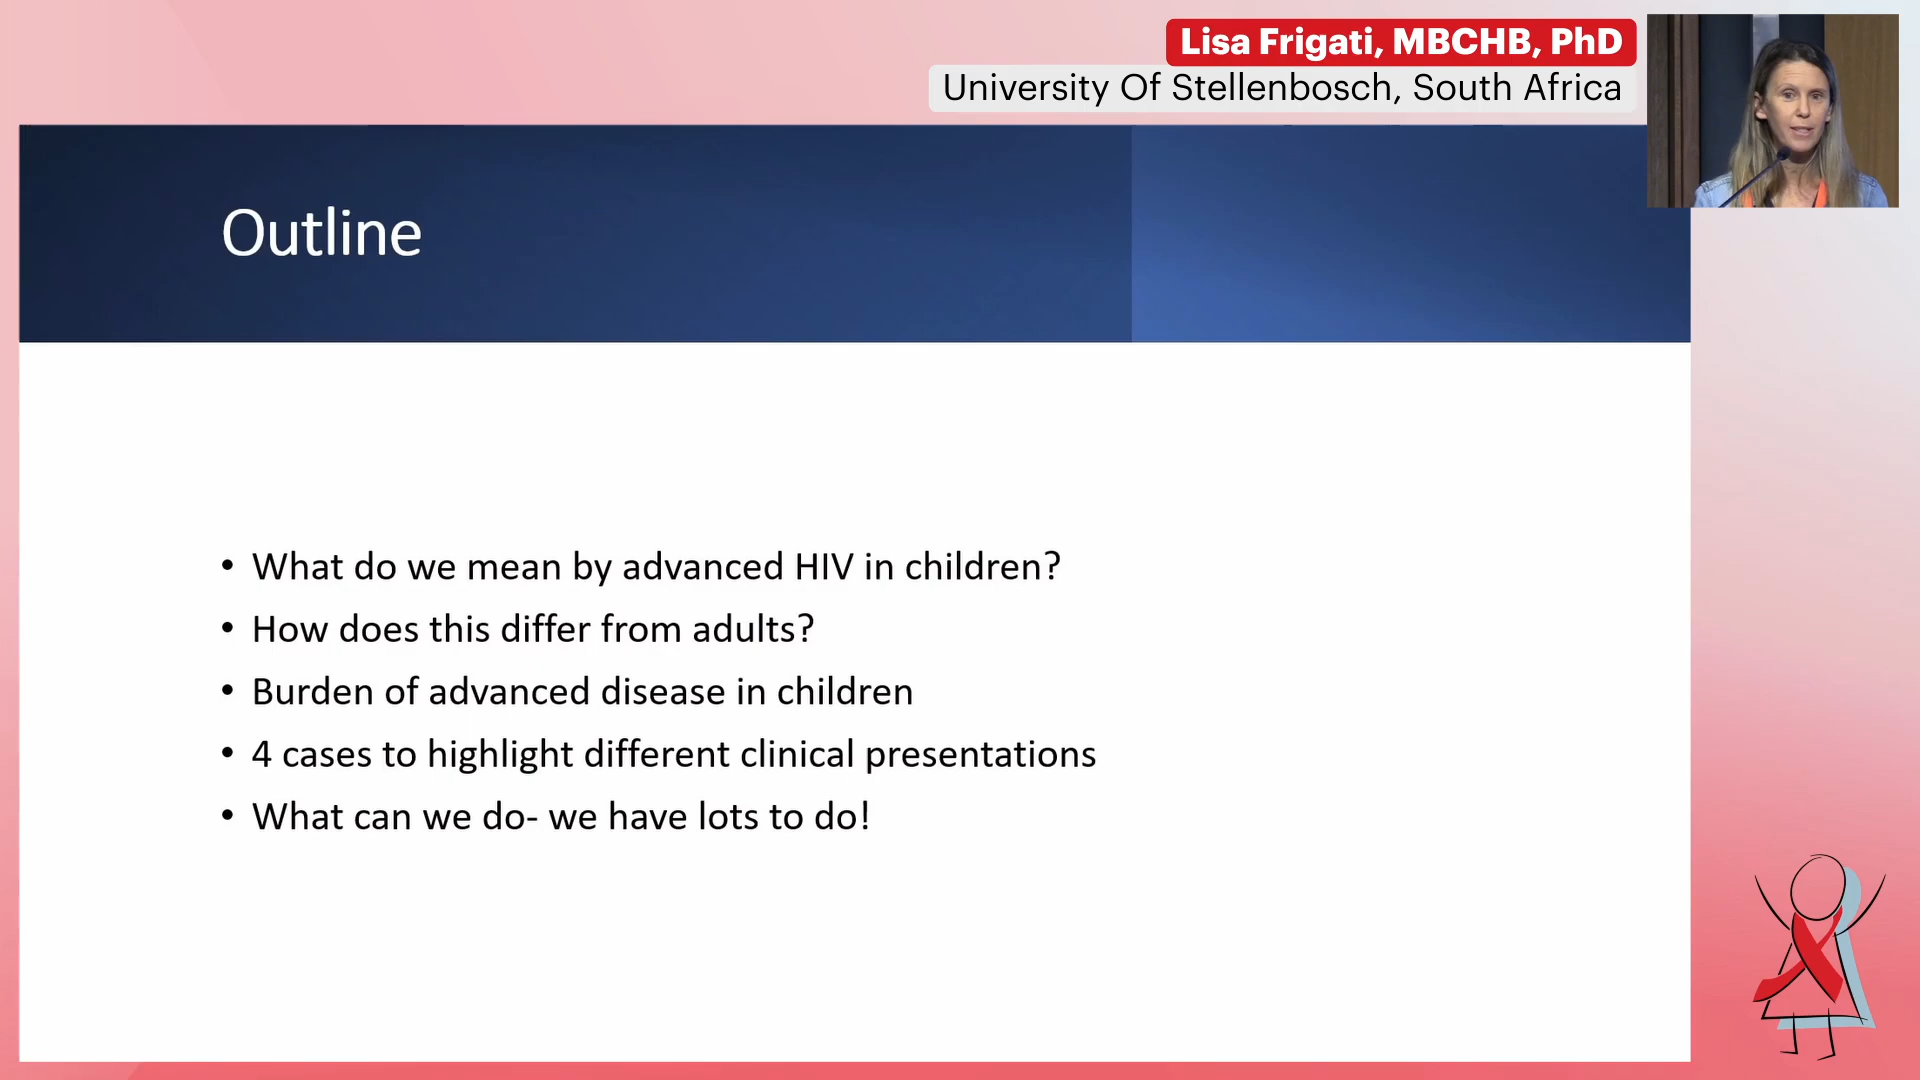 Lisa Frigati, MBCHB, PhD
University Of Stellenbosch, South Africa
Outline
• What do we mean by advanced HIV in children?
• How does this differ from adults?
• Burden of advanced disease in children
• 4 cases to highlight different clinical presentations
• What can we do- we have lots to do!